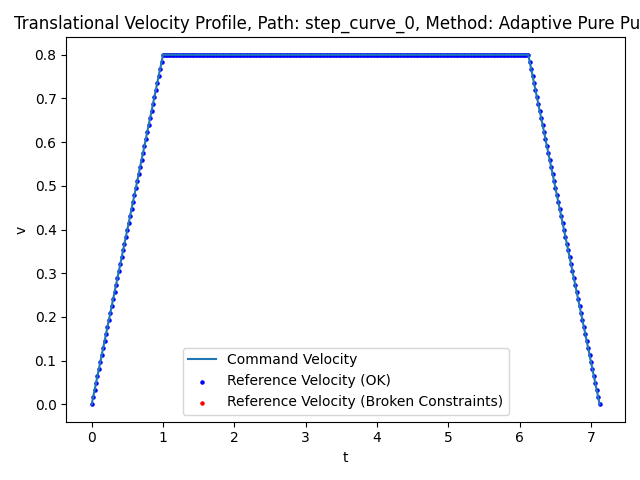 Translational Velocity Profile, Path: step_curve_0, Method: Adaptive Pure Pu
0.8
0.7
0.6
0.5
0.4
0.3
0.2
0.1
0.0
v
Command Velocity
Reference Velocity (OK)
Reference Velocity (Broken Constraints)
0 1 2 3 4 5 6 7
t